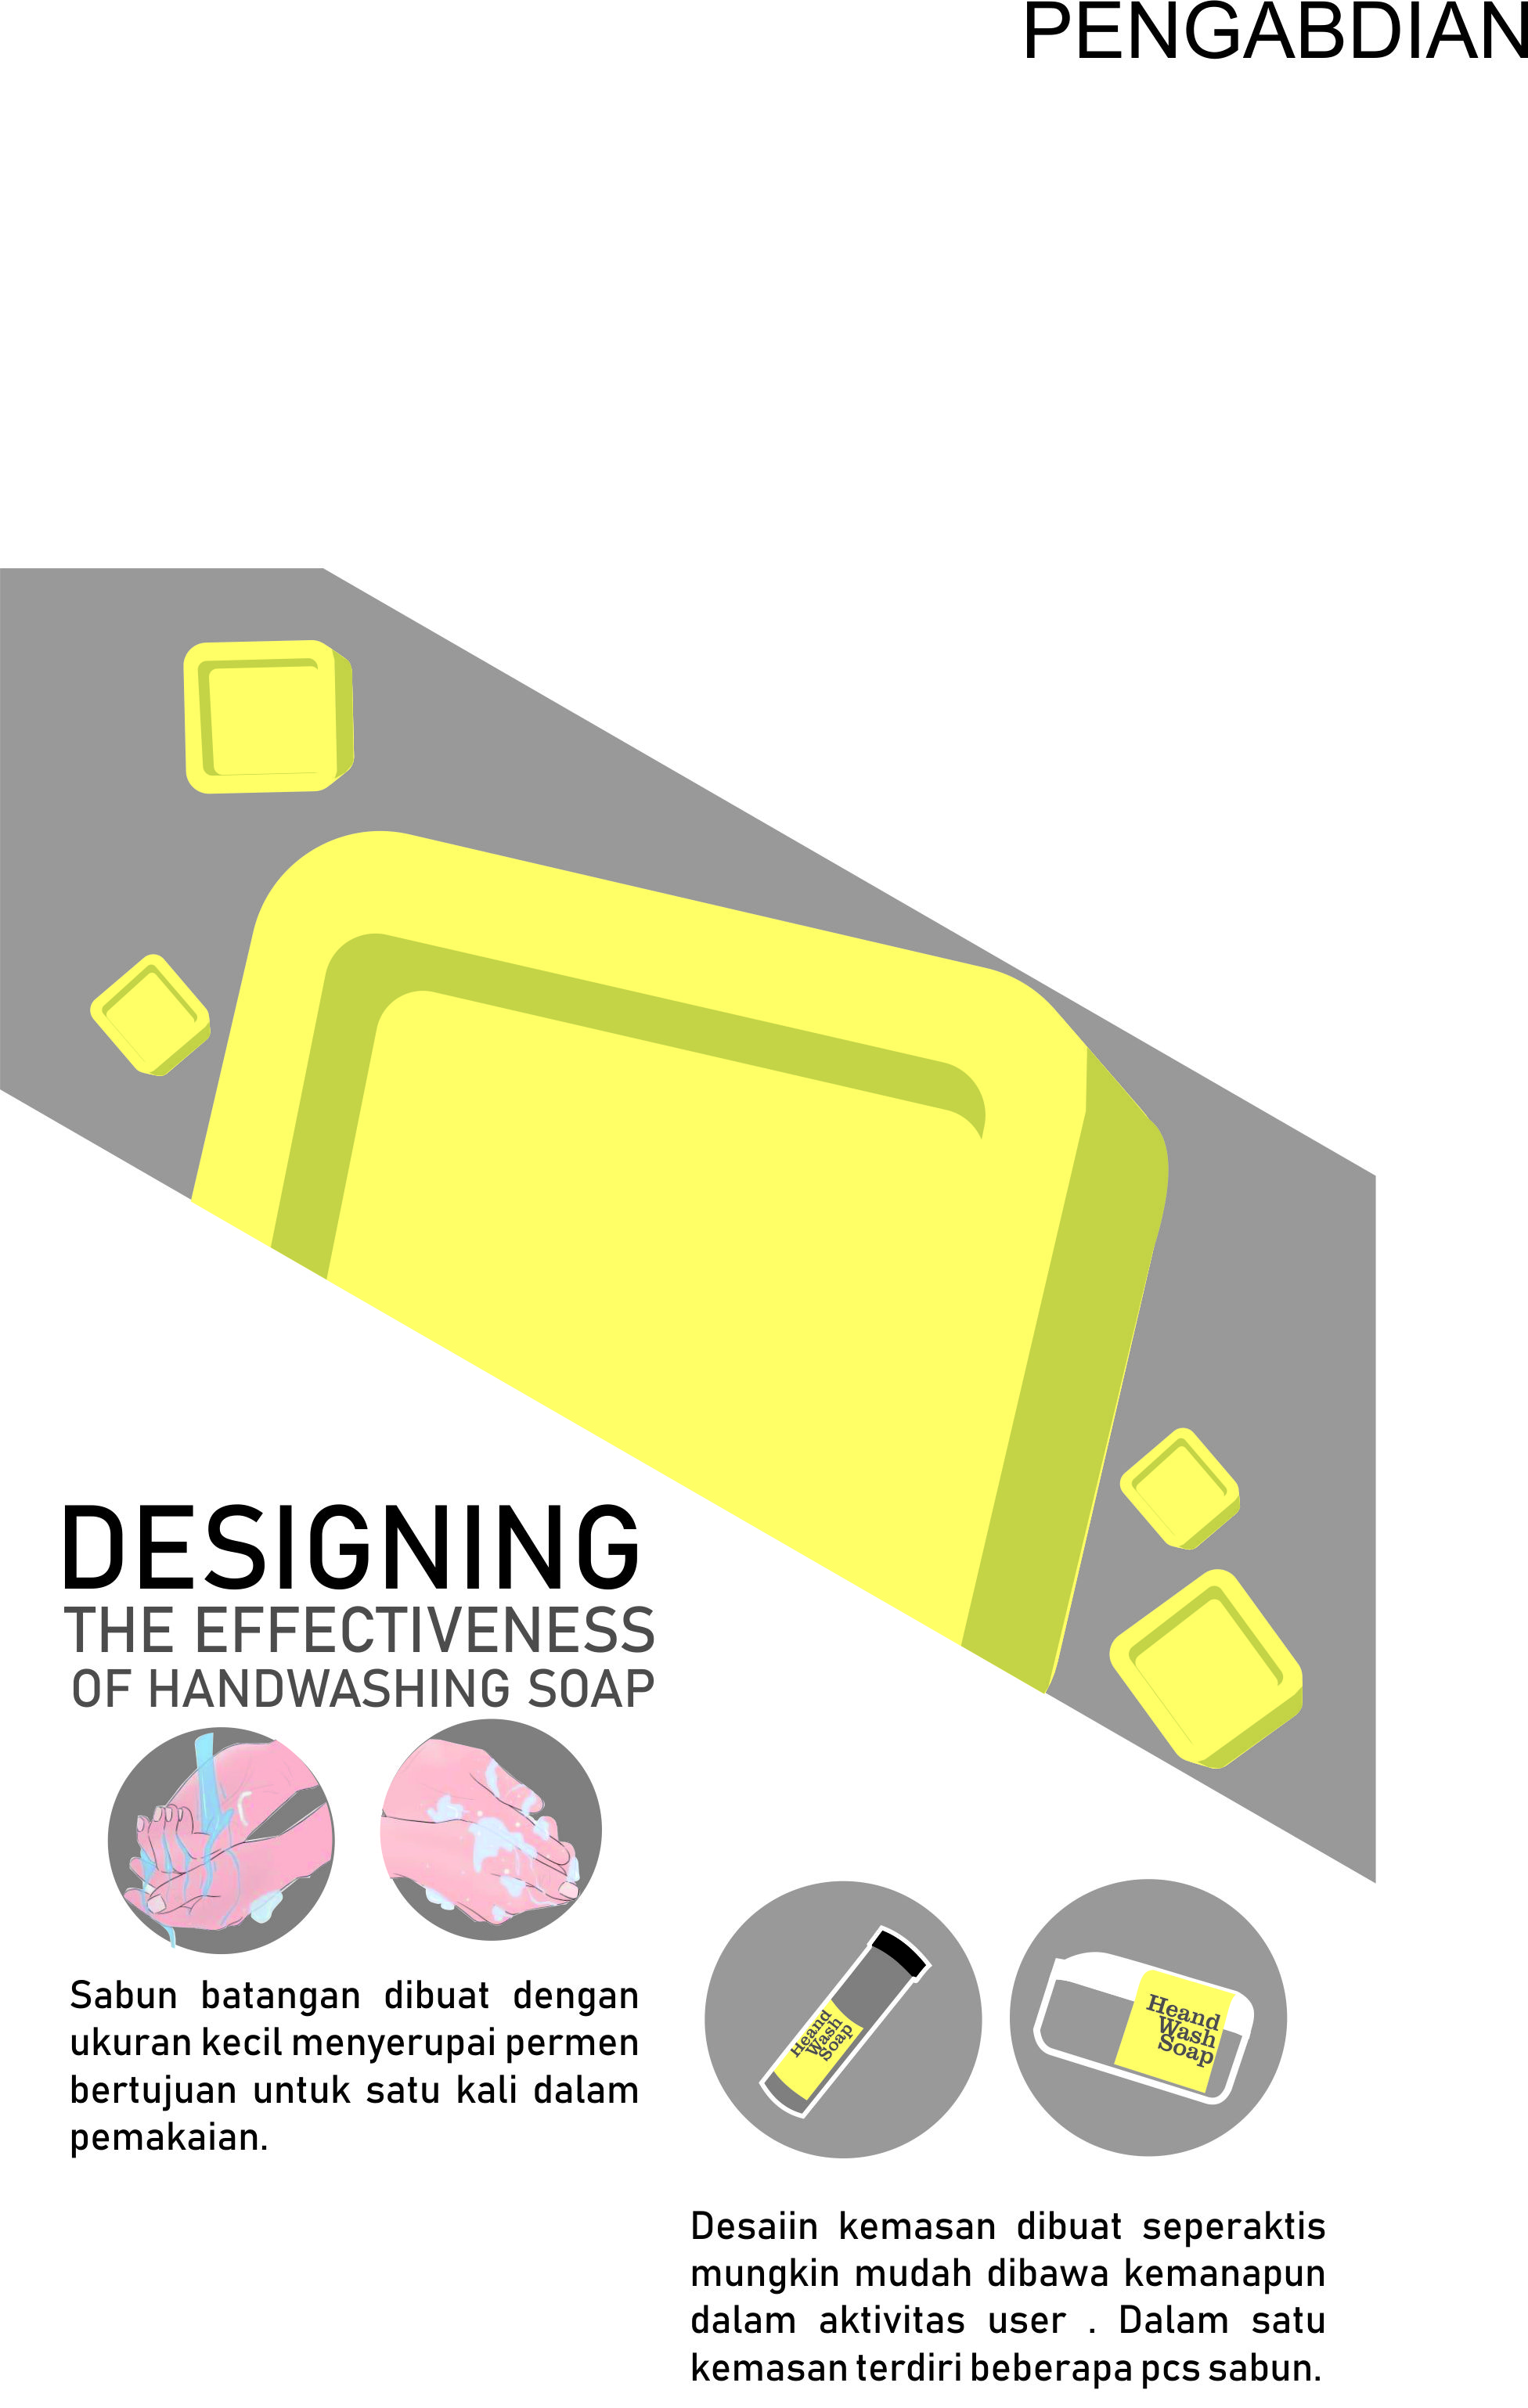 PENGABDIAN
DESIGNING
THE EFFECTIVENESS
OF HANDWASHING SOAP
Sabun batangan dibuat dengan
ukuran kecil menyerupai permen
bertujuan untuk satu kali dalam
pemakaian.
Heand
Wash
Soap
Heand
Wash
Soap
Desaiin kemasan dibuat seperaktis
mungkin mudah dibawa kemanapun
dalam aktivitas user . Dalam satu
kemasan terdiri beberapa pcs sabun.